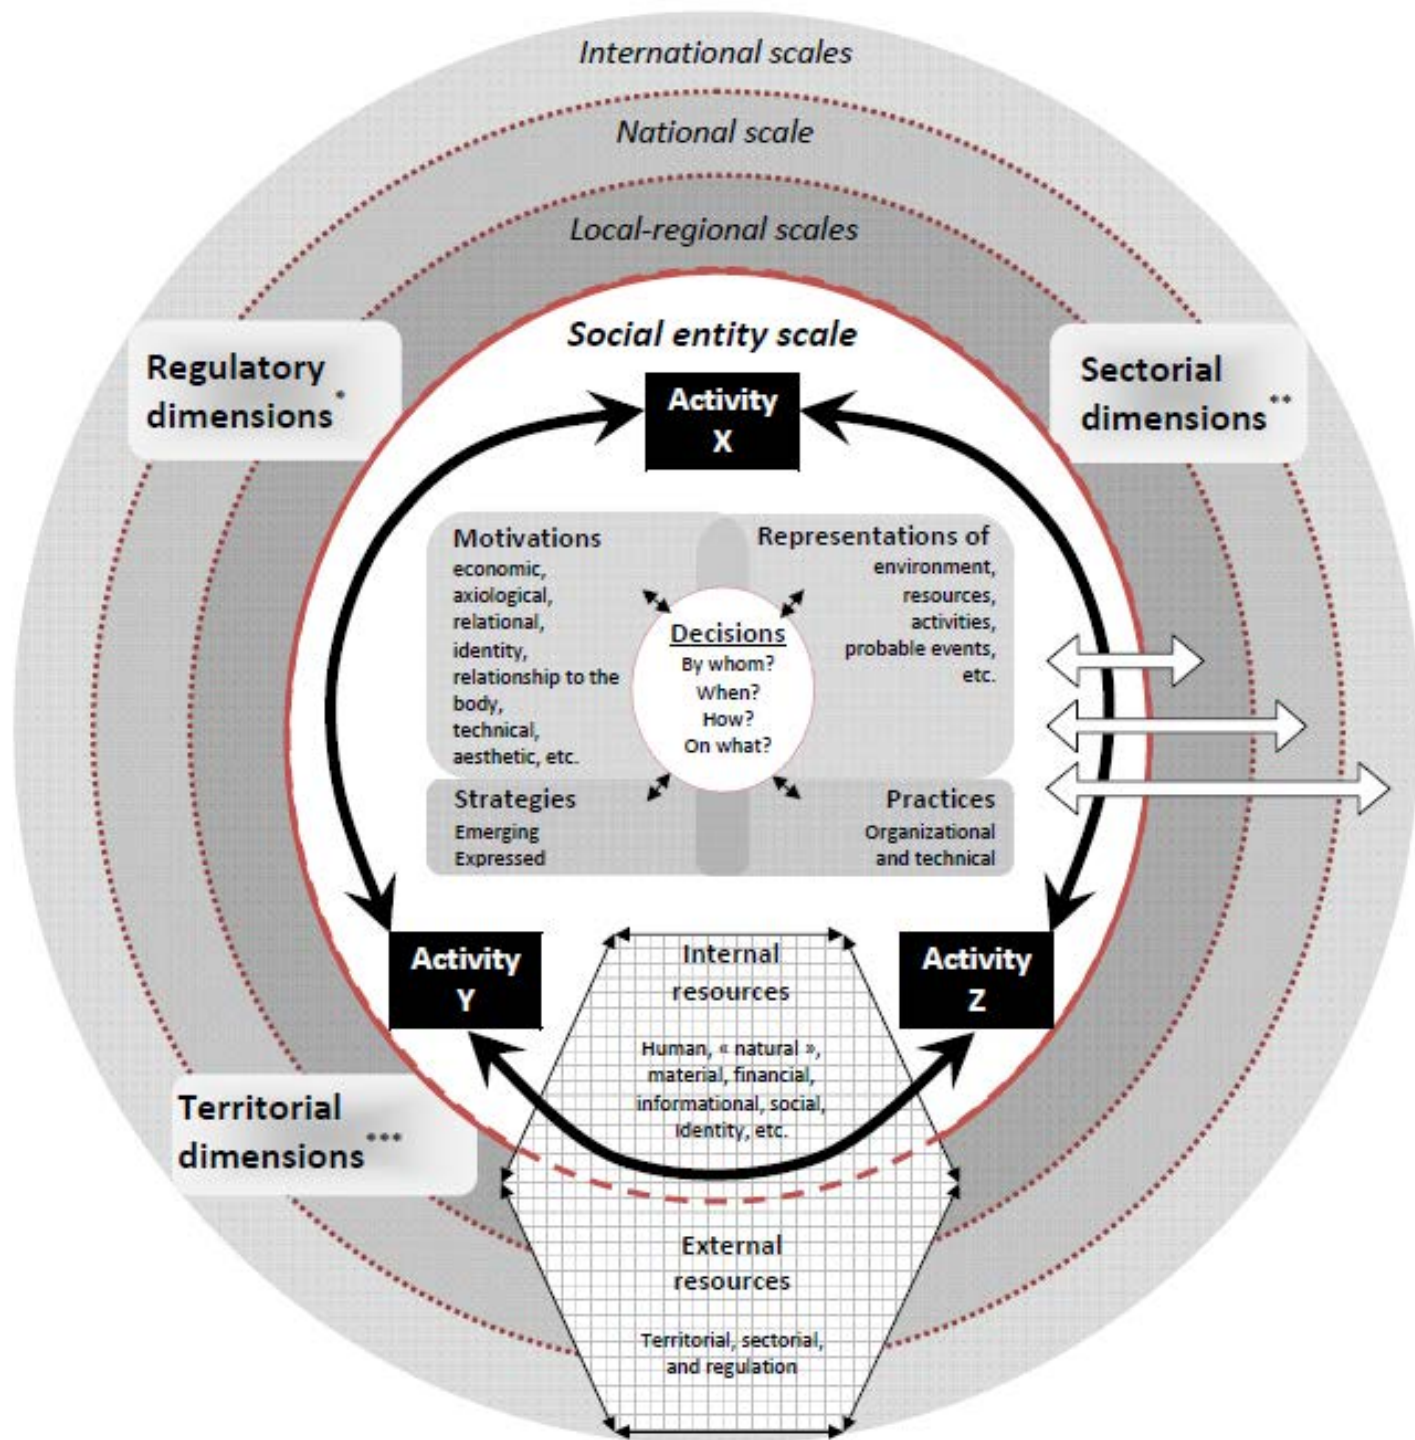 International scales
National scale
Local-regional scales
Social entity scale
Regulatory
dimensions*
Sectorial
dimensions**
Activity
X
Motivations
economic,
axiological,
relational,
identity,
relationship to the
body,
technical,
aesthetic, etc.
Representations of
environment,
resources,
activities,
probable events,
etc.
Decisions
By whom?
When?
How?
On what?
Strategies
Emerging
Expressed
Practices
Organizational
and technical
Activity
Y
Activity
Z
Internal
resources
Human, « natural »,
material, financial,
informational, social,
identity, etc.
Territorial
dimensions***
External
resources
Territorial, sectorial,
and regulation